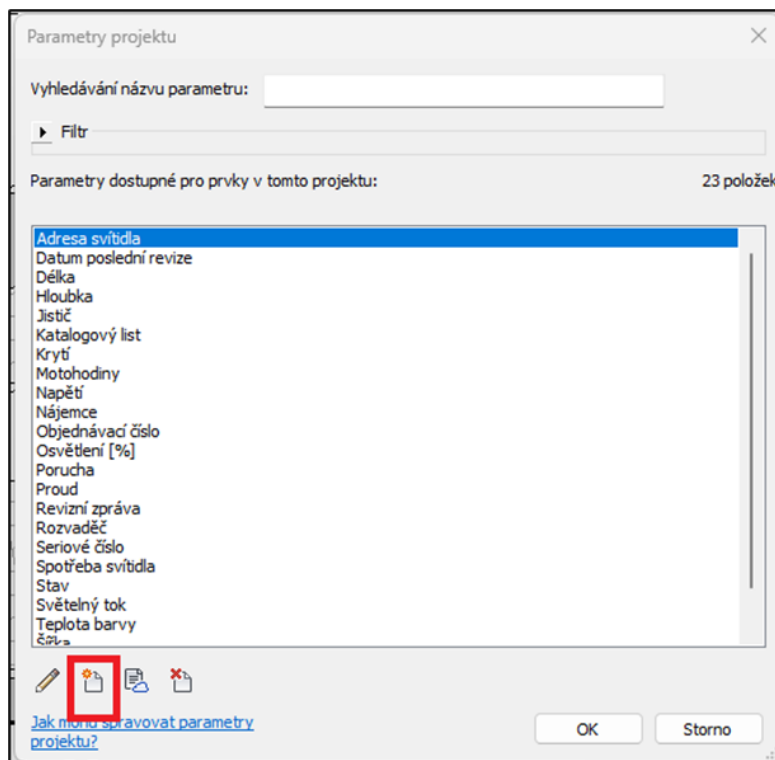 Parametry projektu
Vyhledávání názvu parametru:
Filtr
Parametry dostupné pro prvky v tomto projektu:
23 položek
Adresa svítidla
Datum poslední revize
Délka
Hloubka
Jistič
Katalogový list
Krytí
Motohodiny
Napětí
Nájemce
Objednávací číslo
Osvětlení [%]
Porucha
Proud
Revizní zpráva
Rozvaděč
Seriové číslo
Spotřeba svítidla
Stav
Světelný tok
Teplota barvy
Šířka
Jak mohu spravovat parametry
projektu?
OK
Storno